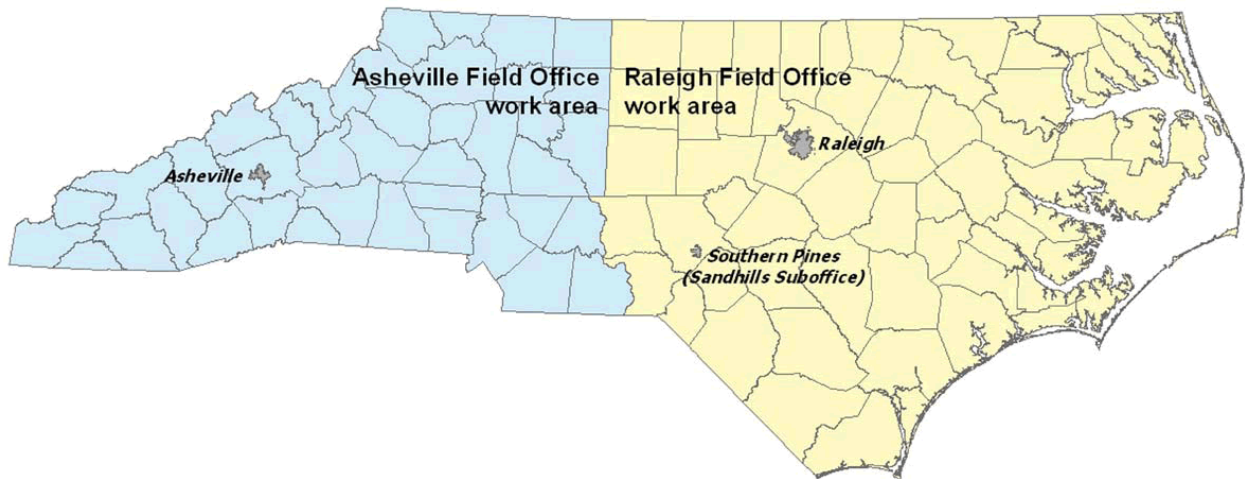 Asheville Field Office
work area
Raleigh Field Office
work area
Raleigh
Asheville
Southern Pines
(Sandhills Suboffice)